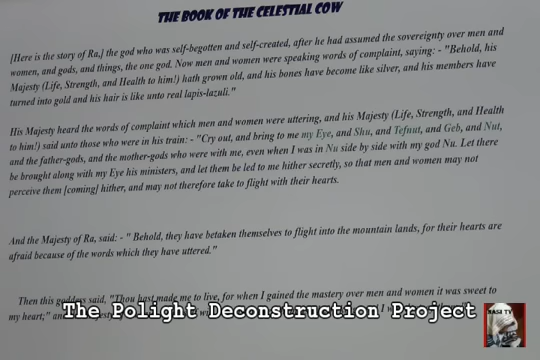 THE BOOK OF THE CELESTIAL COW
[Here is the story of Ra,] the god who was self-begotten and self-created, after he had assumed the sovereignty over men and
women, and gods, and things, the one god. Now men and women were speaking words of complaint, saying: - "Behold, his
Majesty (Life, Strength, and Health to him!) hath grown old, and his bones have become like silver, and his members have
turned into gold and his hair is like unto real lapis-lazuli."
His Majesty heard the words of complaint which men and women were uttering, and his Majesty (Life, Strength, and Health
to him!) said unto those who were in his train: - "Cry out, and bring to me my Eye, and Shu, and Tefnut, and Geb, and Nut,
and the father-gods, and the mother-gods who were with me, even when I was in Nu side by side with my god Nu. Let there
be brought along with my Eye his ministers, and let them be led to me hither secretly, so that men and women may not
perceive them [coming] hither, and may not therefore take to flight with their hearts.
And the Majesty of Ra, said: - " Behold, they have betaken themselves to flight into the mountain lands, for their hearts are
afraid because of the words which they have uttered."
Then this goddess said, "Thou hast made me to live, for when I gained the mastery over men and women it was sweet to
my heart;" and
The Polight Deconstruction Project
RASI TV